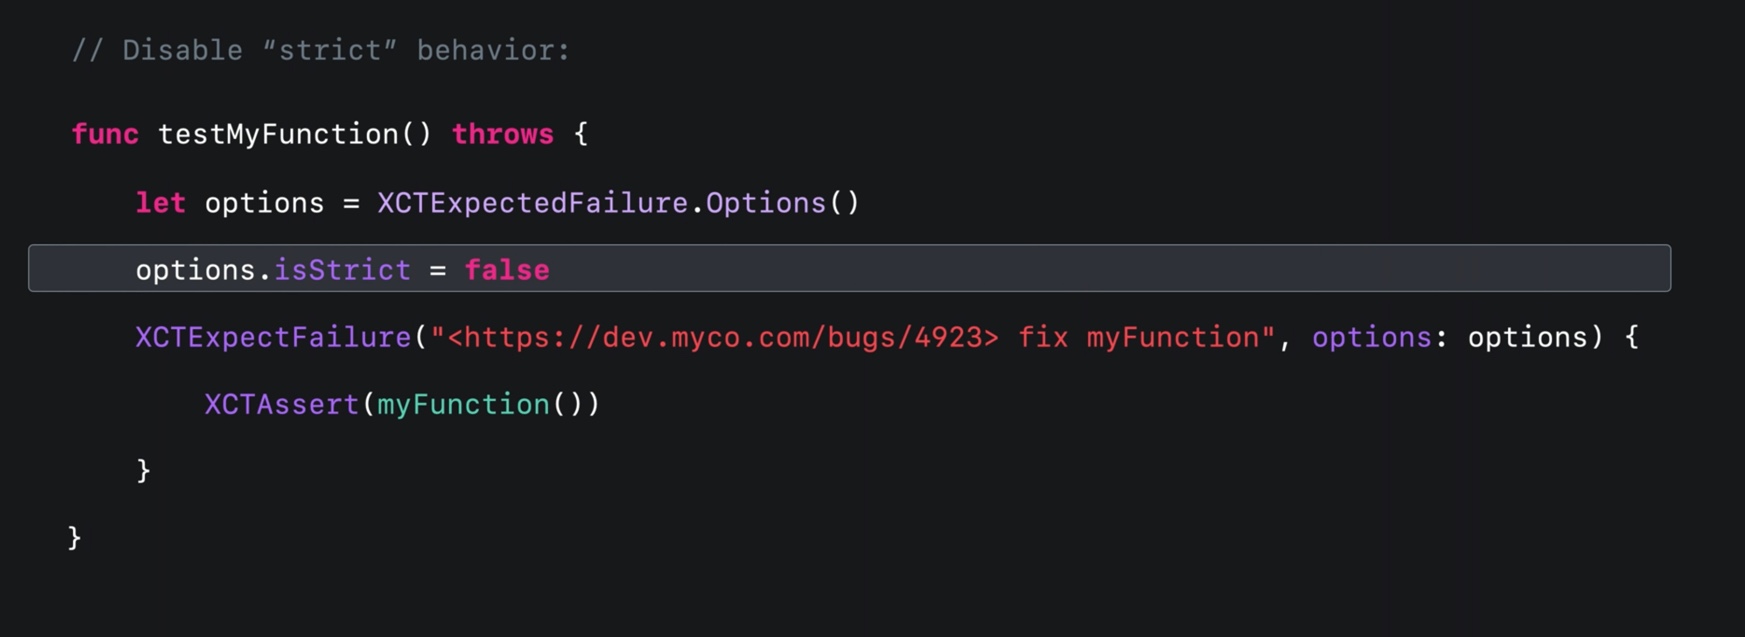 // Disable “strict” behavior:
func testMyFunction() throws {
let options = XCTExpectedFailure.Options()
options.isStrict = false
XCTExpectFailure("<https://dev.myco.com/bugs/4923> fix myFunction", options: options) {
XCTAssert(myFunction())
}
}